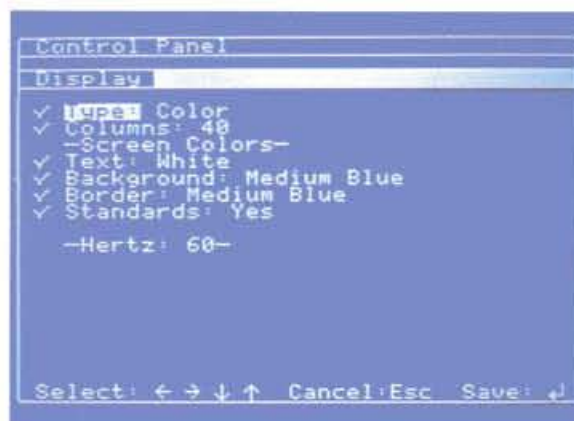 Control Panel
Display
✓ Type: Color
✓ Columns: 40
—Screen Colors—
✓ Text: White
✓ Background: Medium Blue
✓ Border: Medium Blue
✓ Standards: Yes
—Hertz: 60—
Select: ← → ↓ ↑ Cancel:Esc Save: ↵